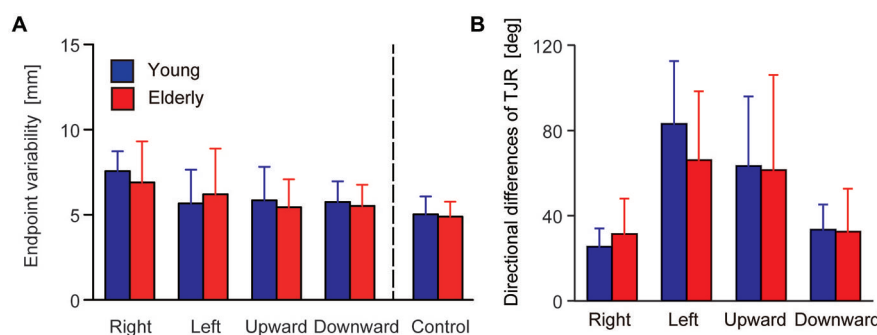 A
Endpoint variability [mm]
15
10
5
0
Young
Elderly
Right Left Upward Downward Control
B
Directional differences of TJR [deg]
120
80
40
0
Right Left Upward Downward